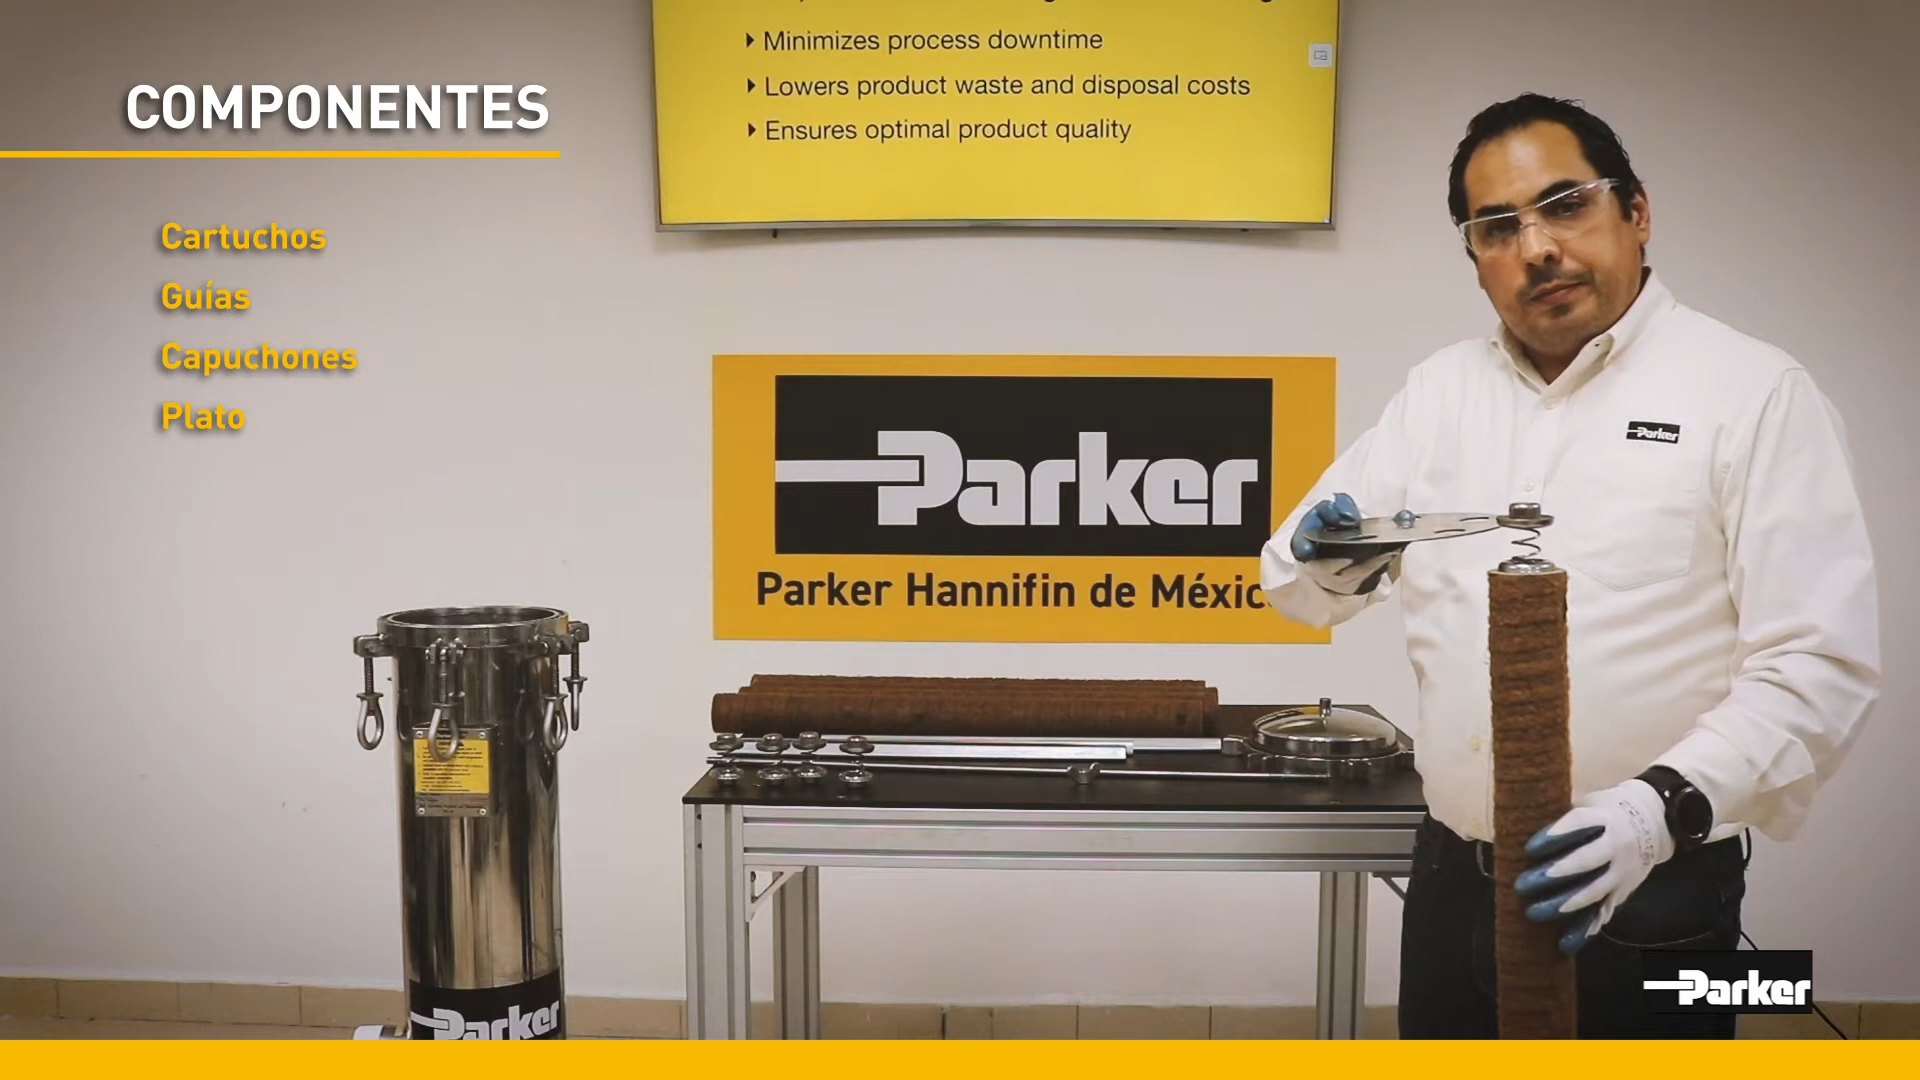 COMPONENTES
Cartuchos
Guías
Capuchones
Plato
Minimizes process downtime
Lowers product waste and disposal costs
Ensures optimal product quality
Parker
Parker Hannifin de Méxic
Parker
Parker
Parker